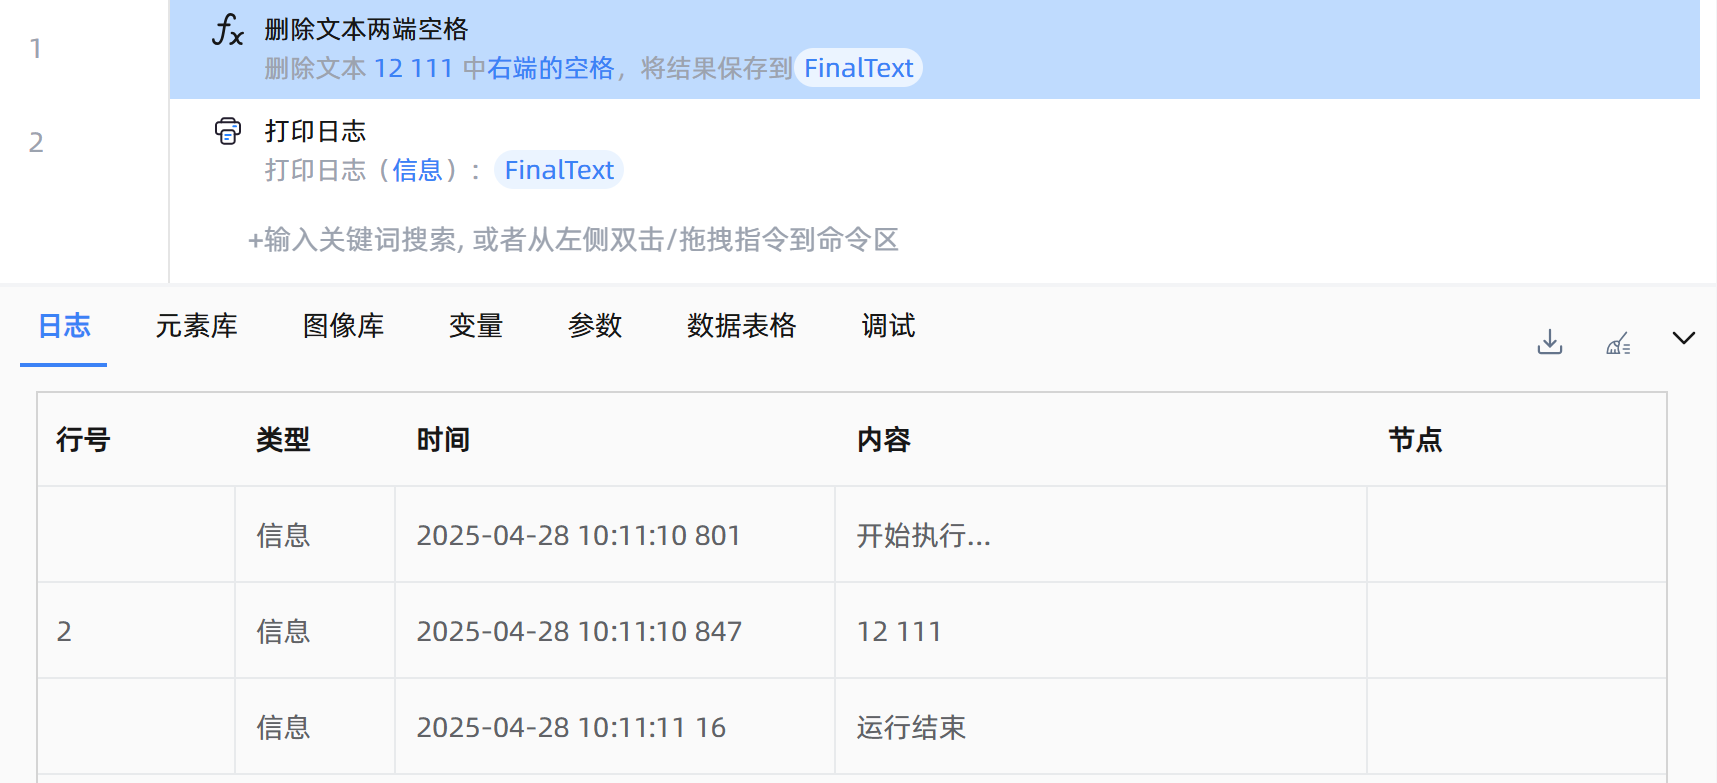 1
删除文本两端空格
删除文本 12 111 中右端的空格，将结果保存到 FinalText
2
打印日志
打印日志（信息）： FinalText
+输入关键词搜索, 或者从左侧双击/拖拽指令到命令区
日志 元素库 图像库 变量 参数 数据表格 调试
行号 类型 时间 内容 节点
信息 2025-04-28 10:11:10 801 开始执行...
2 信息 2025-04-28 10:11:10 847 12 111
信息 2025-04-28 10:11:11 16 运行结束